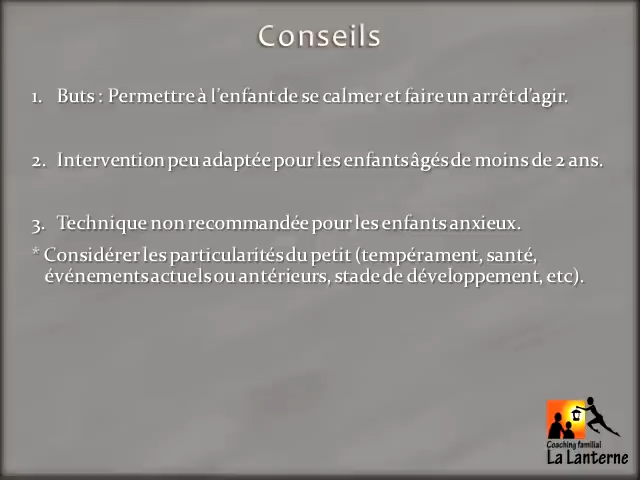 Conseils
1. Buts : Permettre à l'enfant de se calmer et faire un arrêt d'agir.
2. Intervention peu adaptée pour les enfants âgés de moins de 2 ans.
3. Technique non recommandée pour les enfants anxieux.
* Considérer les particularités du petit (tempérament, santé,
événements actuels ou antérieurs, stade de développement, etc).
Coaching familial
La Lanterne